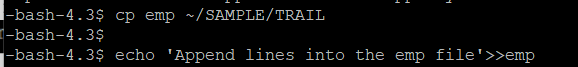 -bash-4.3$ cp emp ~/SAMPLE/TRAIL
-bash-4.3$
-bash-4.3$ echo 'Append lines into the emp file'>>emp